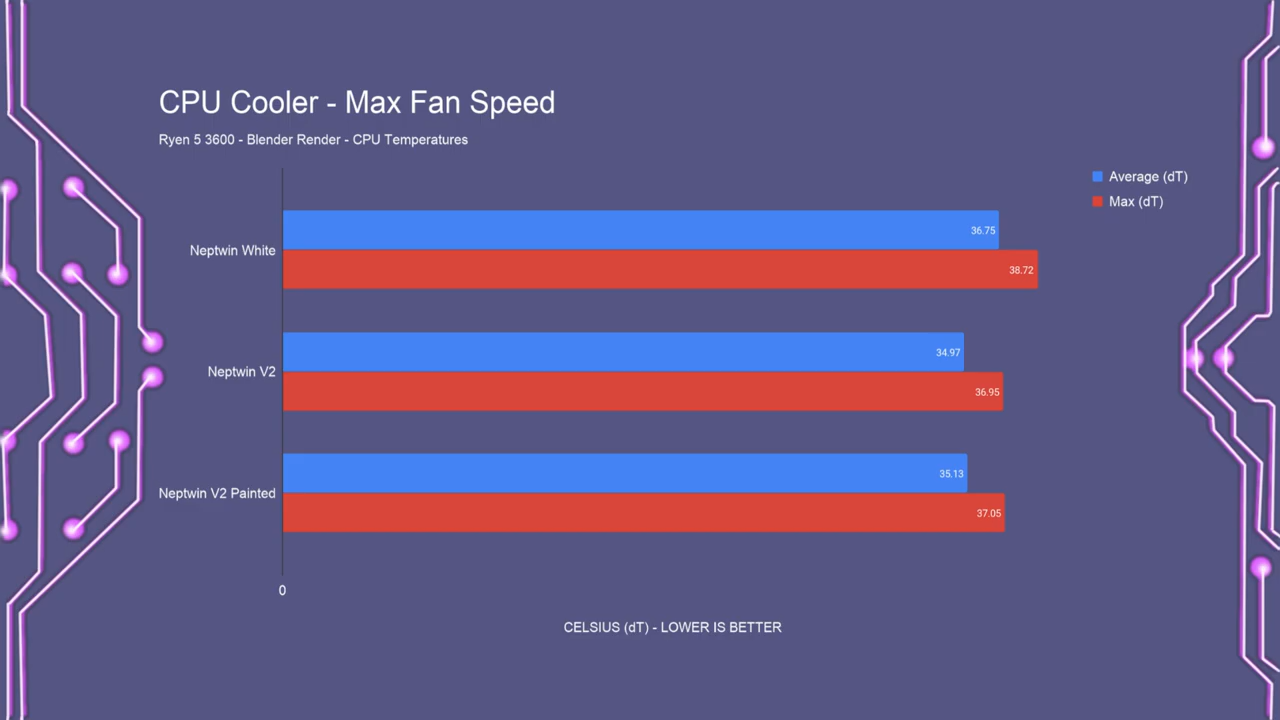 CPU Cooler - Max Fan Speed
Ryen 5 3600 - Blender Render - CPU Temperatures
Average (dT)
Max (dT)
Neptwin White
36.75
38.72
Neptwin V2
34.97
36.95
Neptwin V2 Painted
35.13
37.05
0
CELSIUS (dT) - LOWER IS BETTER